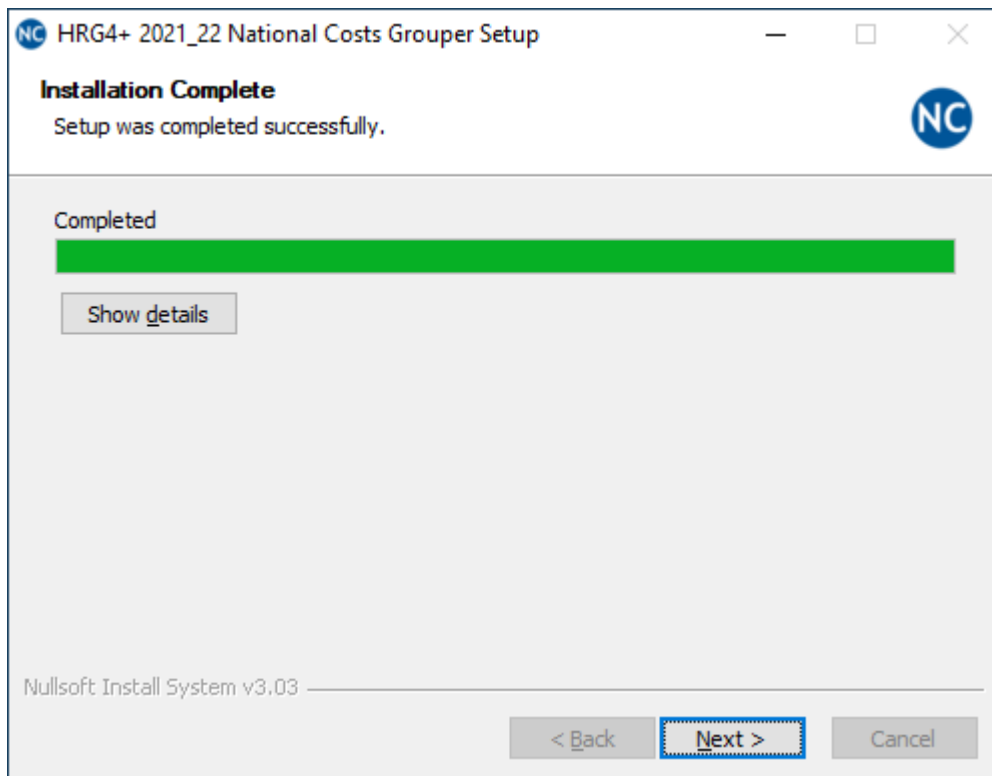 NC HRG4+ 2021_22 National Costs Grouper Setup
Installation Complete
Setup was completed successfully.
NC
Completed
Show details
Nullsoft Install System v3.03
< Back Next > Cancel